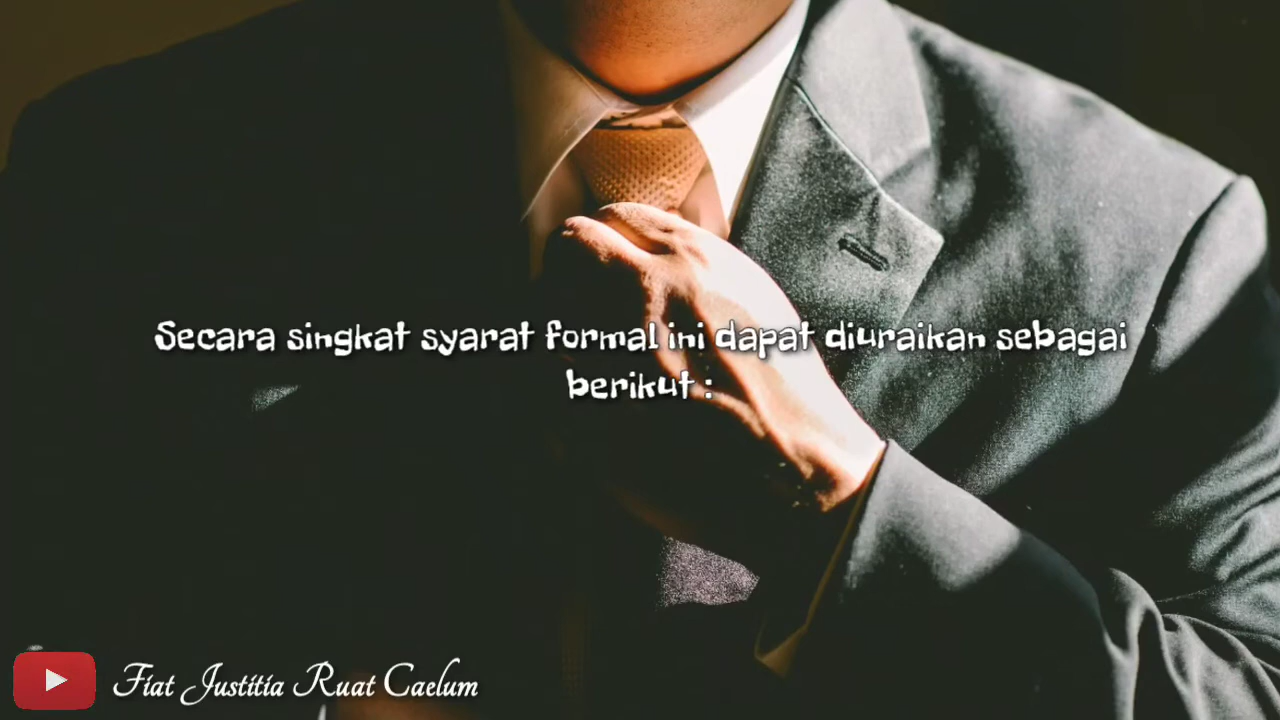 Secara singkat syarat formal ini dapat diuraikan sebagai
berikut :
Fiat Justitia Ruat Caelum